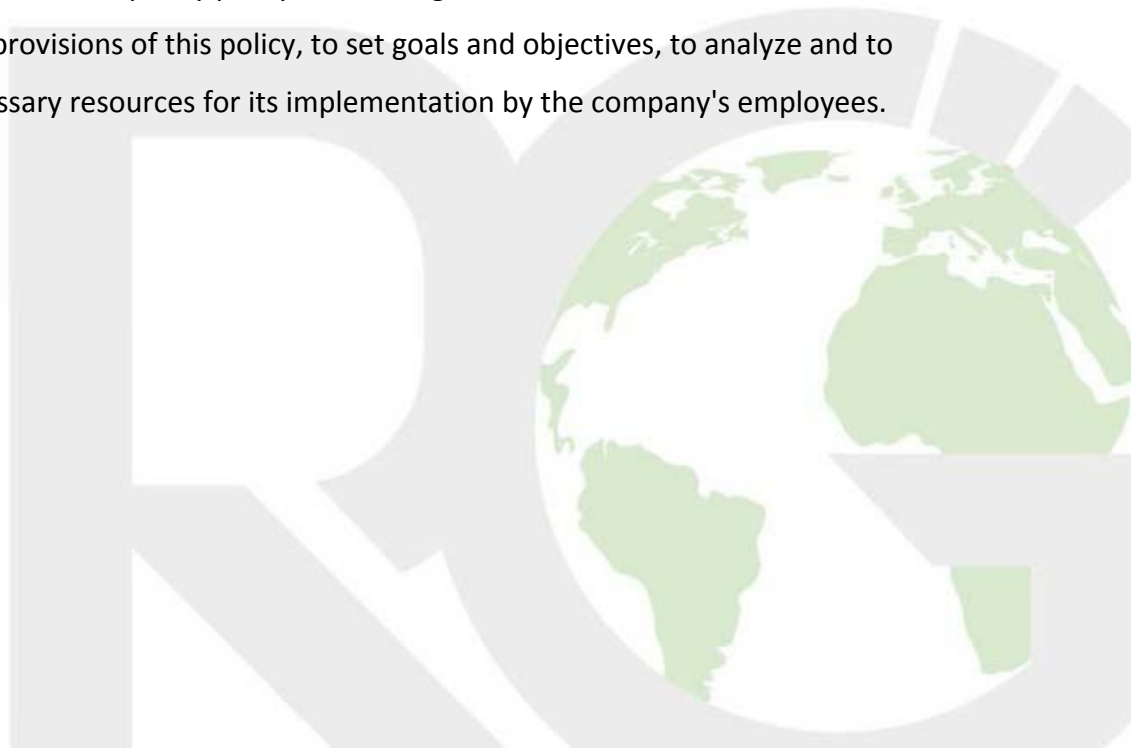 provisions of this policy, to set goals and objectives, to analyze and to
ssary resources for its implementation by the company's employees.
RG